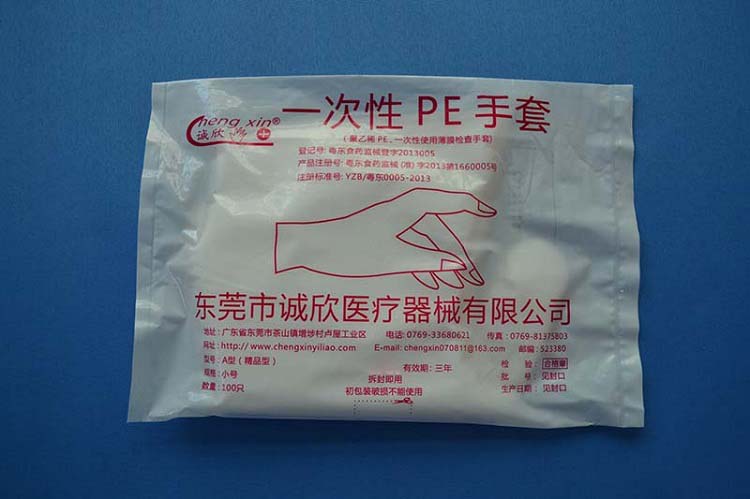 Cheng xin®
诚欣
一次性 PE 手套
(聚乙烯 PE、一次性使用薄膜检查手套)
登记号: 粤东食药监械登字2013005
产品注册号: 粤东食药监械 (准) 字2013第1660005号
注册标准号: YZB/粤东0005-2013
东莞市诚欣医疗器械有限公司
地址: 广东省东莞市茶山镇增埗村卢屋工业区 电话: 0769-33680621 传真: 0769-81375803
网址: http://www.chengxinyiliao.com E-mail: chengxin070811@163.com 邮编: 523380
型号: A型 (精品型) 有效期: 三年 检 验: 合格章
规格: 小号 拆封即用 批 号: 见封口
数量: 100只 初包装破损不能使用 生产日期: 见封口